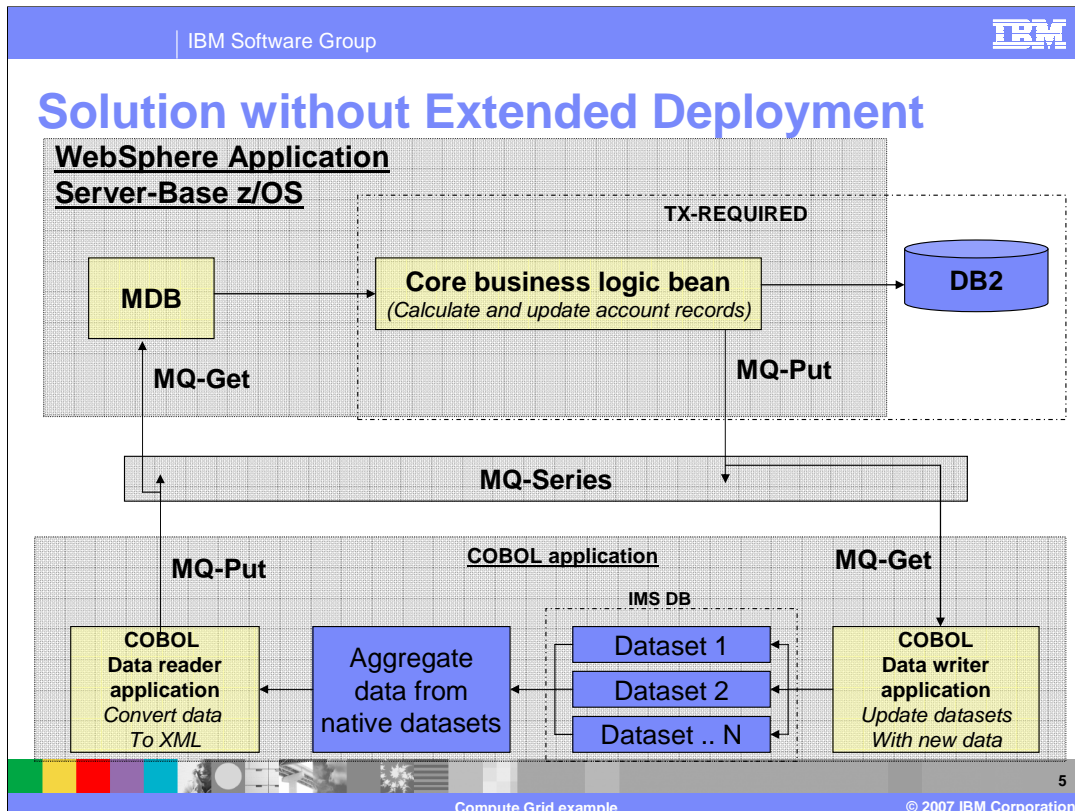 IBM Software Group
IBM
Solution without Extended Deployment
WebSphere Application
Server-Base z/OS
TX-REQUIRED
MDB
Core business logic bean
(Calculate and update account records)
DB2
MQ-Get
MQ-Put
MQ-Series
MQ-Put
COBOL application
MQ-Get
IMS DB
COBOL
Data reader
application
Convert data
To XML
Aggregate
data from
native datasets
Dataset 1
Dataset 2
Dataset .. N
COBOL
Data writer
application
Update datasets
With new data
5
Compute Grid example
© 2007 IBM Corporation